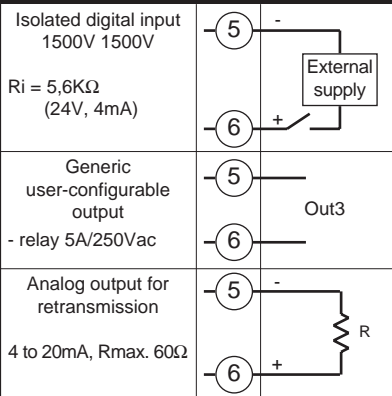 Isolated digital input
1500V 1500V
Ri = 5,6KΩ
(24V, 4mA)
5
-
External
supply
6
+
Generic
user-configurable
output
- relay 5A/250Vac
5
Out3
6
Analog output for
retransmission
4 to 20mA, Rmax. 60Ω
5
-
R
6
+